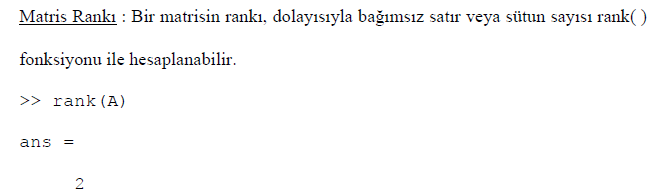 Matris Rankı : Bir matrisin rankı, dolayısıyla bağımsız satır veya sütun sayısı rank( )
fonksiyonu ile hesaplanabilir.
>> rank(A)
ans =
2